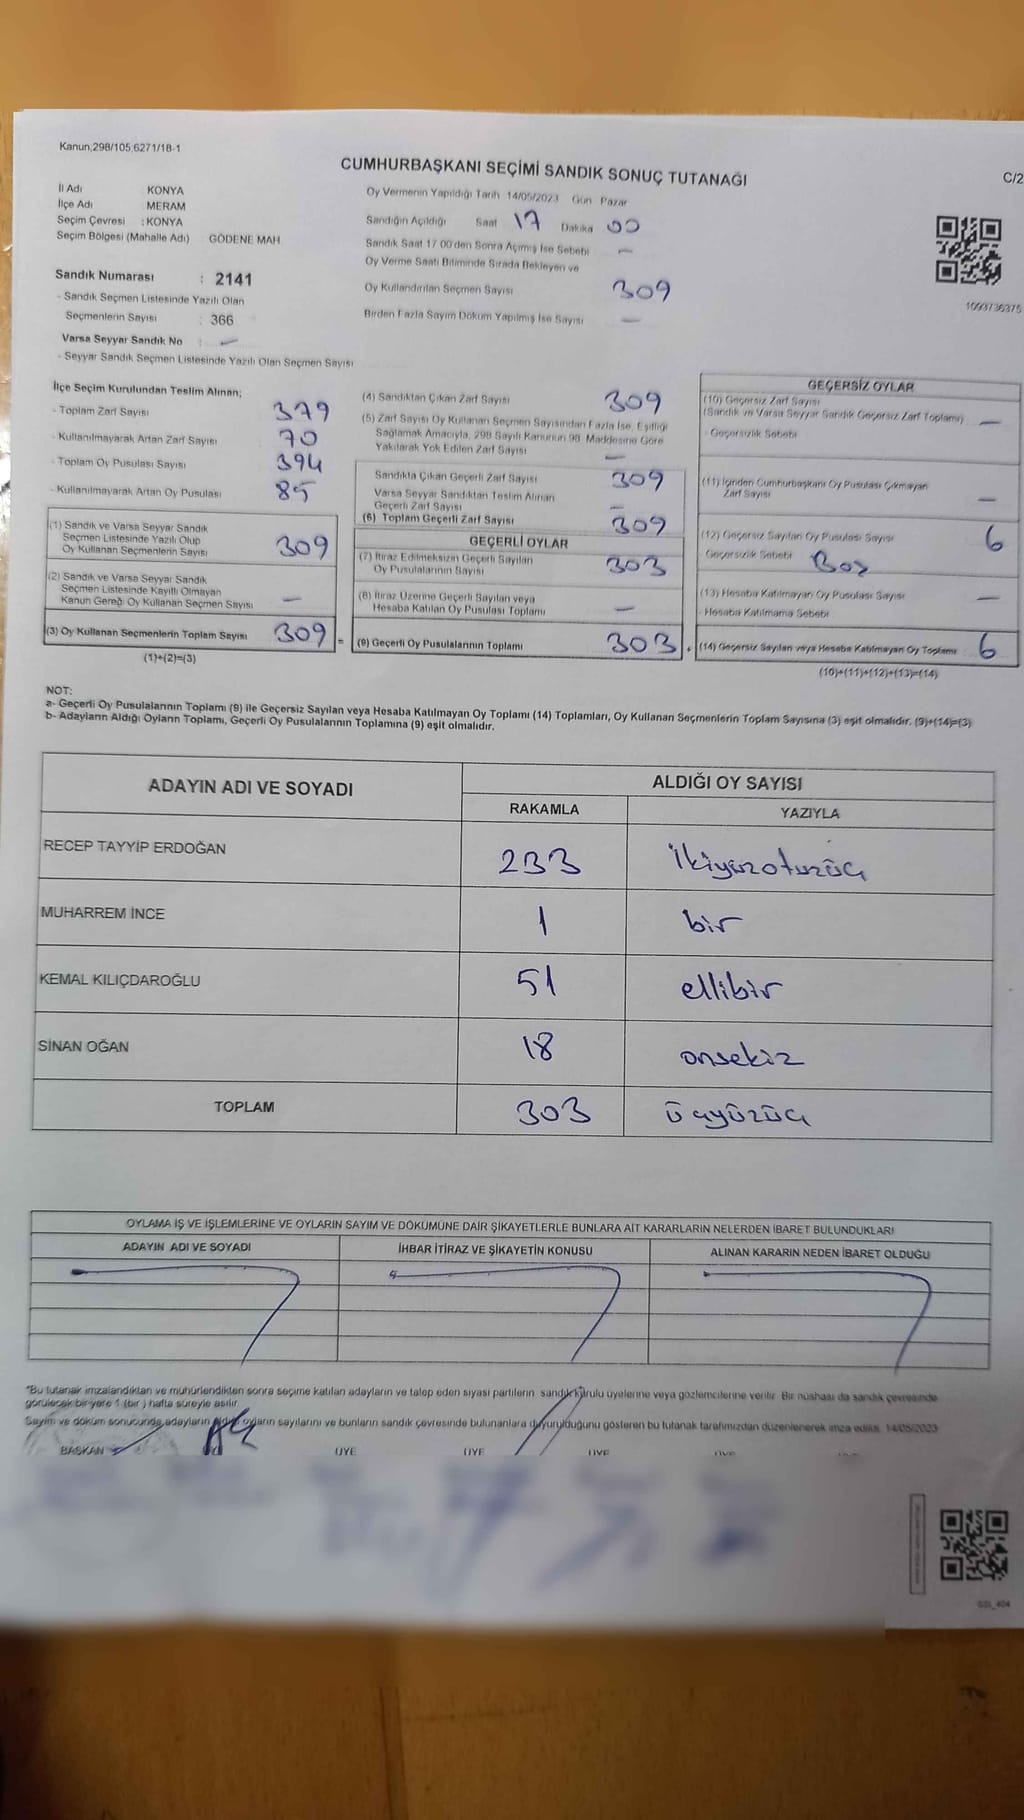 Kanun,298/105,6271/18-1
CUMHURBAŞKANI SEÇİMİ SANDIK SONUÇ TUTANAĞI
C/2
İl Adı KONYA
İlçe Adı MERAM
Seçim Çevresi : KONYA
Seçim Bölgesi (Mahalle Adı) GÖDENE MAH
Sandık Numarası : 2141
- Sandık Seçmen Listesinde Yazılı Olan
Seçmenlerin Sayısı : 366
Varsa Seyyar Sandık No : -
- Seyyar Sandık Seçmen Listesinde Yazılı Olan Seçmen Sayısı
Oy Vermenin Yapıldığı Tarih 14/05/2023 Gün Pazar
Sandığın Açıldığı Saat 17 Dakika 00
Sandık Saat 17 00'den Sonra Açımış İse Sebebi -
Oy Verme Saati Bitiminde Sırada Bekleyen ve
Oy Kullandırılan Seçmen Sayısı 309
Birden Fazla Sayım Döküm Yapılmış İse Sayısı -
1093736375
İlçe Seçim Kurulundan Teslim Alınan;
- Toplam Zarf Sayısı 379
- Kullanılmayarak Artan Zarf Sayısı 70
- Toplam Oy Pusulası Sayısı 394
- Kullanılmayarak Artan Oy Pusulası 85
(1) Sandık ve Varsa Seyyar Sandık
Seçmen Listesinde Yazılı Olup
Oy Kullanan Seçmenlerin Sayısı 309
(2) Sandık ve Varsa Seyyar Sandık
Seçmen Listesinde Kayıtlı Olmayan
Kanun Gereği Oy Kullanan Seçmen Sayısı -
(3) Oy Kullanan Seçmenlerin Toplam Sayısı 309 =
(1)+(2)=(3)
(4) Sandıktan Çıkan Zarf Sayısı 309
(5) Zarf Sayısı Oy Kullanan Seçmen Sayısından Fazla İse, Eşitliği
Sağlamak Amacıyla, 298 Sayılı Kanunun 98. Maddesine Göre
Yakılarak Yok Edilen Zarf Sayısı -
Sandıkta Çıkan Geçerli Zarf Sayısı 309
Varsa Seyyar Sandıktan Teslim Alınan
Geçerli Zarf Sayısı -
(6) Toplam Geçerli Zarf Sayısı 309
GEÇERLİ OYLAR
(7) İtiraz Edilmeksizin Geçerli Sayılan
Oy Pusulalarının Sayısı 303
(8) İtiraz Üzerine Geçerli Sayılan veya
Hesaba Katılan Oy Pusulası Toplamı -
(9) Geçerli Oy Pusulalarının Toplamı 303 +
GEÇERSİZ OYLAR
(10) Geçersiz Zarf Sayısı
(Sandık ve Varsa Seyyar Sandık Geçersiz Zarf Toplamı) -
- Geçersizlik Sebebi
(11) İçinden Cumhurbaşkanı Oy Pusulası Çıkmayan
Zarf Sayısı -
(12) Geçersiz Sayılan Oy Pusulası Sayısı 6
- Geçersizlik Sebebi Boş
(13) Hesaba Katılmayan Oy Pusulası Sayısı -
- Hesaba Katılmama Sebebi
(14) Geçersiz Sayılan veya Hesaba Katılmayan Oy Toplamı 6
(10)+(11)+(12)+(13)=(14)
NOT:
a- Geçerli Oy Pusulalarının Toplamı (9) ile Geçersiz Sayılan veya Hesaba Katılmayan Oy Toplamı (14) Toplamları, Oy Kullanan Seçmenlerin Toplam Sayısına (3) eşit olmalıdır. (9)+(14)=(3)
b- Adayların Aldığı Oyların Toplamı, Geçerli Oy Pusulalarının Toplamına (9) eşit olmalıdır.
ADAYIN ADI VE SOYADI
ALDIĞI OY SAYISI
RAKAMLA YAZIYLA
RECEP TAYYİP ERDOĞAN 233 İkiyüzotuzüç
MUHARREM İNCE 1 bir
KEMAL KILIÇDAROĞLU 51 ellibir
SİNAN OĞAN 18 onsekiz
TOPLAM 303 üçyüzüç
OYLAMA İŞ VE İŞLEMLERİNE VE OYLARIN SAYIM VE DÖKÜMÜNE DAİR ŞİKAYETLERLE BUNLARA AİT KARARLARIN NELERDEN İBARET BULUNDUKLARI
ADAYIN ADI VE SOYADI İHBAR İTİRAZ VE ŞİKAYETİN KONUSU ALINAN KARARIN NEDEN İBARET OLDUĞU
*Bu tutanak imzalandıktan ve mühürlendikten sonra seçime katılan adayların ve talep eden siyasi partilerin sandık kurulu üyelerine veya gözlemcilerine verilir. Bir nüshası da sandık çevresinde
görülecek bir yere 1 (bir ) hafta süreyle asılır.
Sayım ve döküm sonucunda adayların aldığı oyların sayılarını ve bunların sandık çevresinde bulunanlara duyurulduğunu gösteren bu tutanak tarafımızdan düzenlenerek imza edildi. 14/05/2023
BAŞKAN ÜYE ÜYE ÜYE